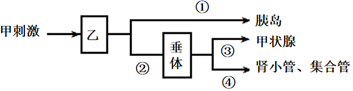 ① 胰岛
甲刺激 乙
垂体 ③ 甲状腺
②
④ 肾小管、集合管